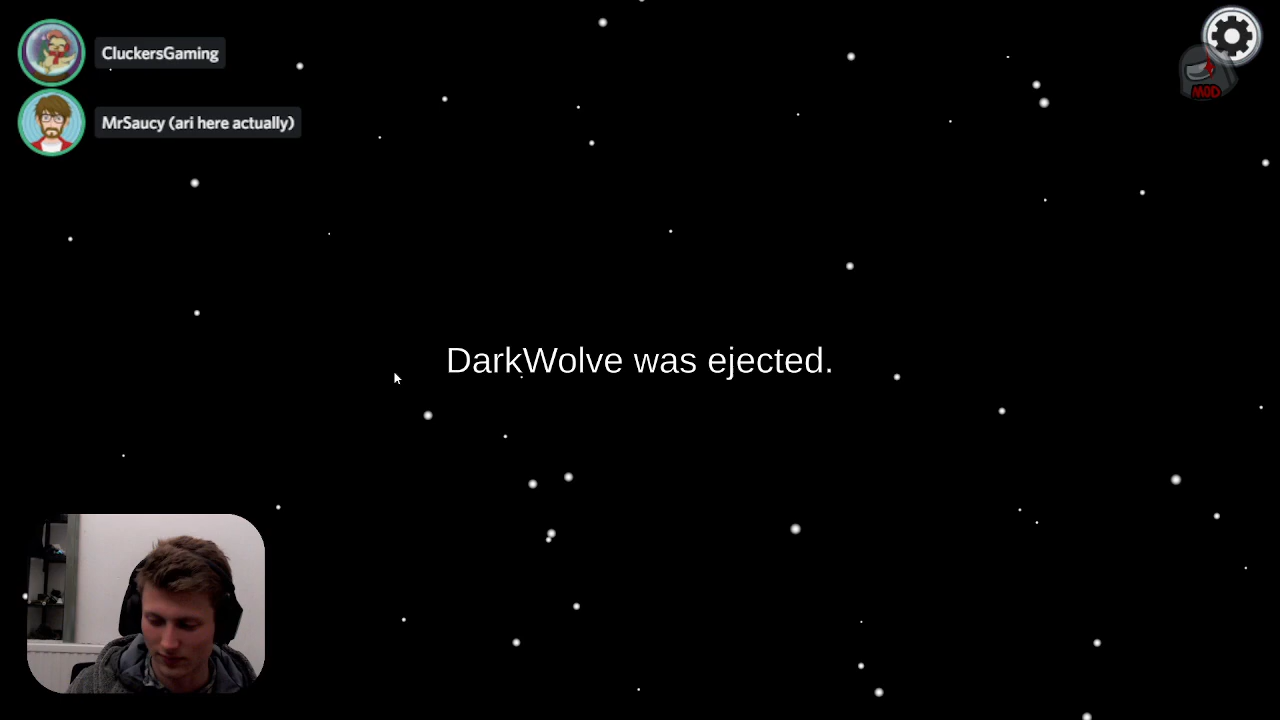 CluckersGaming
MOD
MrSaucy (ari here actually)
DarkWolve was ejected.